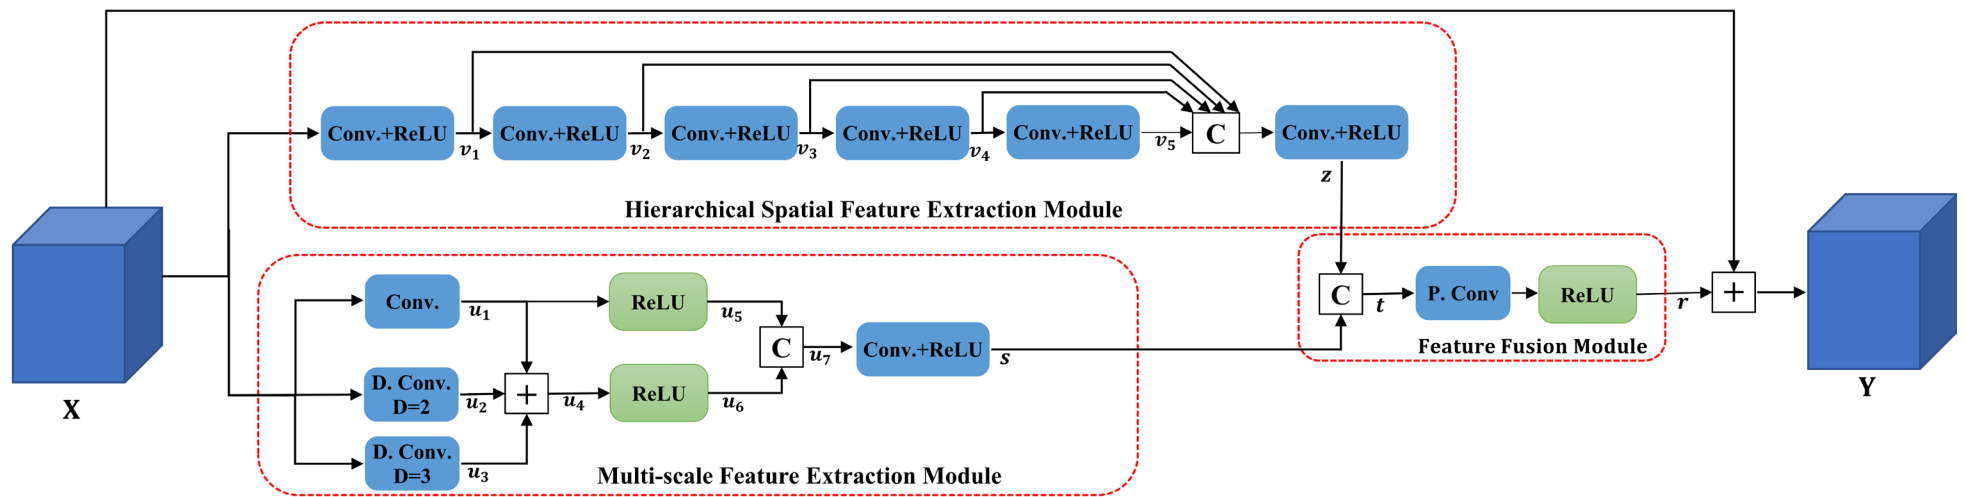 Conv.+ReLU
v1
Conv.+ReLU
v2
Conv.+ReLU
v3
Conv.+ReLU
v4
Conv.+ReLU
v5
C
Conv.+ReLU
z
Hierarchical Spatial Feature Extraction Module
X
Conv.
u1
ReLU
u5
D. Conv.
D=2
u2
+
u4
ReLU
u6
D. Conv.
D=3
u3
C
u7
Conv.+ReLU
s
Multi-scale Feature Extraction Module
C
t
P. Conv
ReLU
r
Feature Fusion Module
+
Y